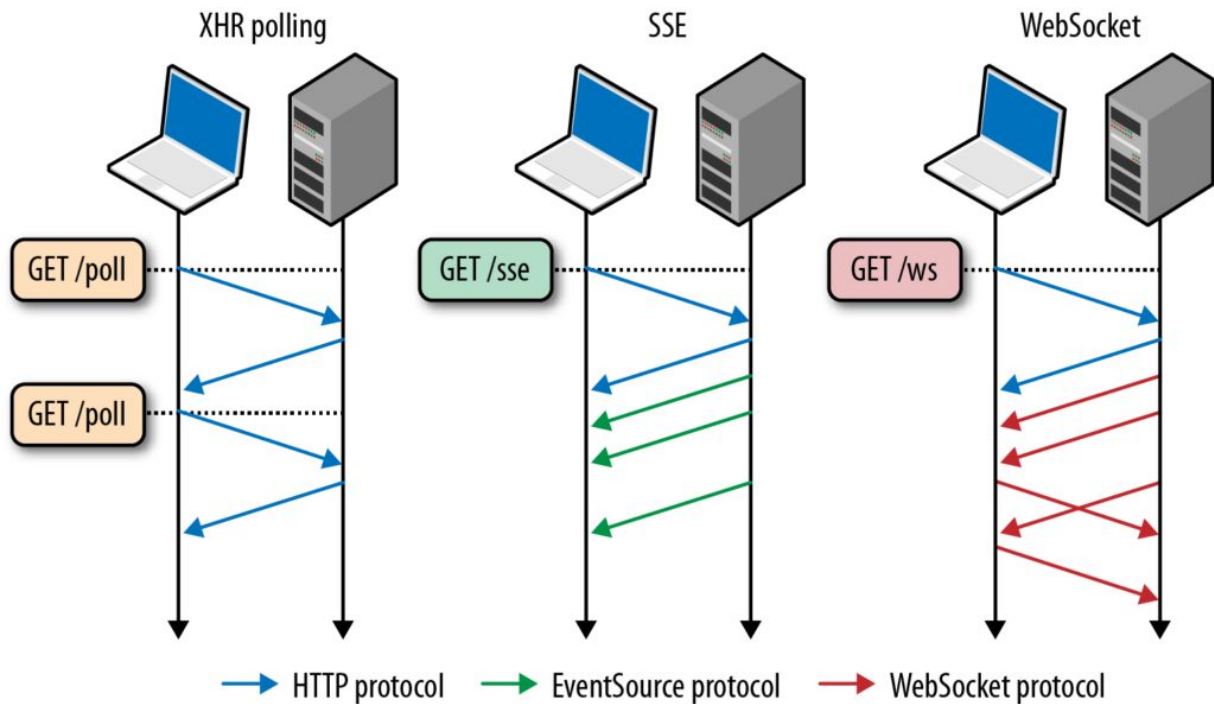 XHR polling
SSE
WebSocket
GET /poll
GET /sse
GET /ws
GET /poll
HTTP protocol
EventSource protocol
WebSocket protocol